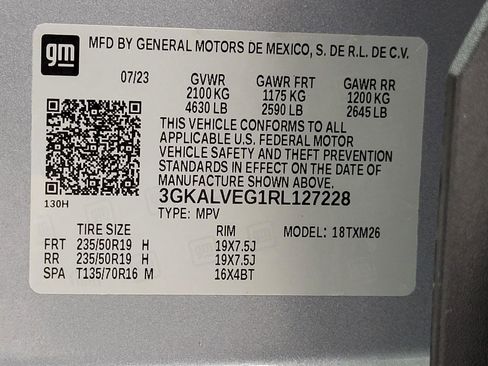 gm MFD BY GENERAL MOTORS DE MEXICO, S. DE R.L. DE C.V.
07/23 GVWR GAWR FRT GAWR RR
2100 KG 1175 KG 1200 KG
4630 LB 2590 LB 2645 LB
THIS VEHICLE CONFORMS TO ALL
APPLICABLE U.S. FEDERAL MOTOR
VEHICLE SAFETY AND THEFT PREVENTION
STANDARDS IN EFFECT ON THE DATE OF
MANUFACTURE SHOWN ABOVE.
130H 3GKALVEG1RL127228
TYPE: MPV
TIRE SIZE RIM MODEL: 18TXM26
FRT 235/50R19 H 19X7.5J
RR 235/50R19 H 19X7.5J
SPA T135/70R16 M 16X4BT